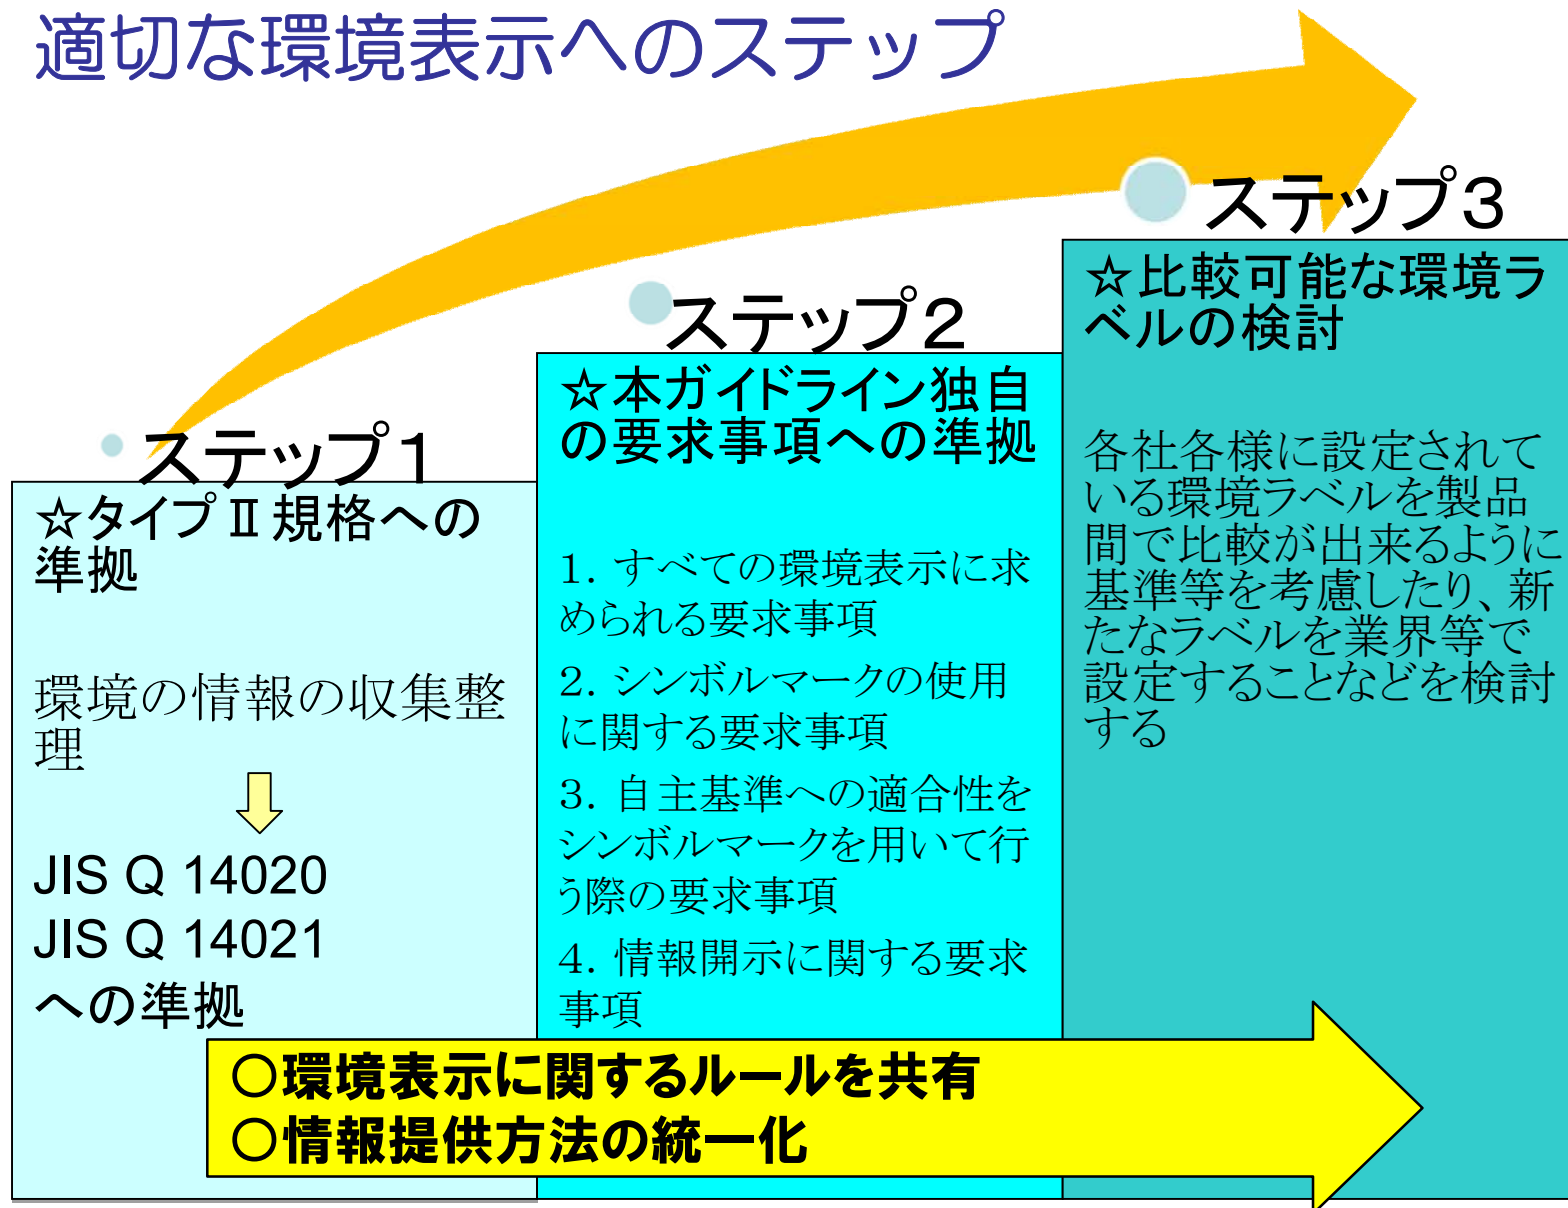 適切な環境表示へのステップ
ステップ1
☆タイプⅡ規格への
準拠
環境の情報の収集整
理
JIS Q 14020
JIS Q 14021
への準拠
ステップ2
☆本ガイドライン独自
の要求事項への準拠
1. すべての環境表示に求
められる要求事項
2. シンボルマークの使用
に関する要求事項
3. 自主基準への適合性を
シンボルマークを用いて行
う際の要求事項
4. 情報開示に関する要求
事項
ステップ3
☆比較可能な環境ラ
ベルの検討
各社各様に設定されて
いる環境ラベルを製品
間で比較が出来るように
基準等を考慮したり、新
たなラベルを業界等で
設定することなどを検討
する
○環境表示に関するルールを共有
○情報提供方法の統一化